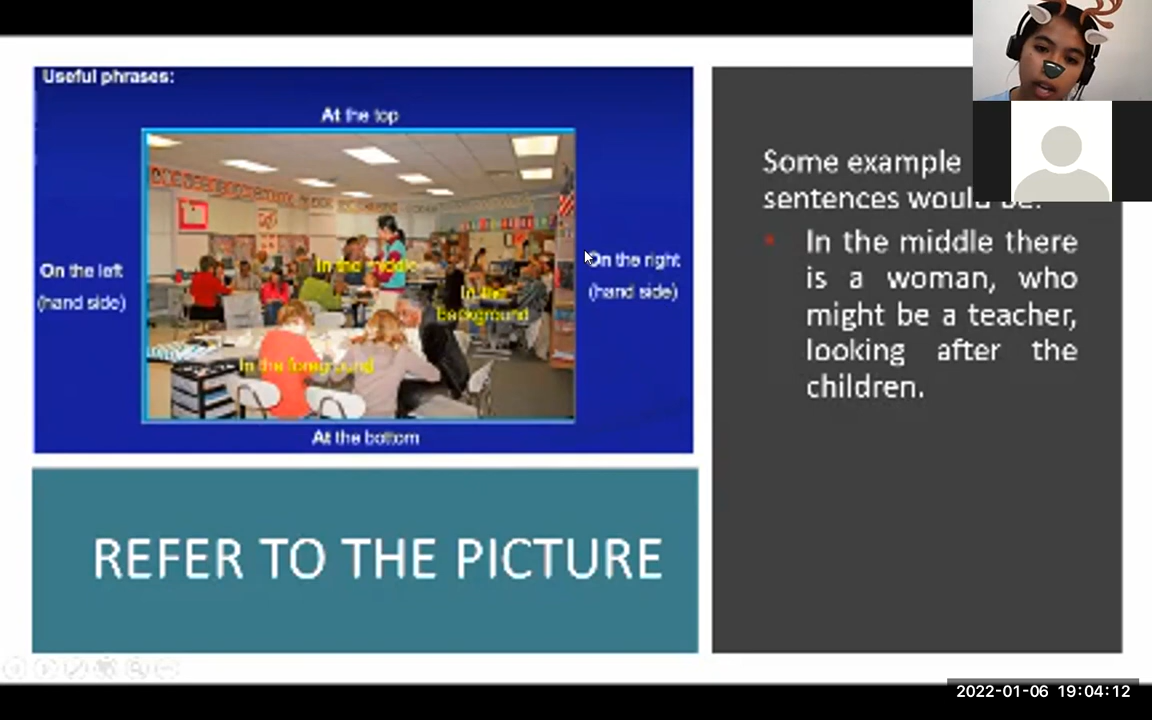 Useful phrases:
At the top
On the left
(hand side)
In the middle
In the
Background
On the right
(hand side)
In the foreground
At the bottom
REFER TO THE PICTURE
Some example
sentences would be:
In the middle there
is a woman, who
might be a teacher,
looking after the
children.
2022-01-06 19:04:12